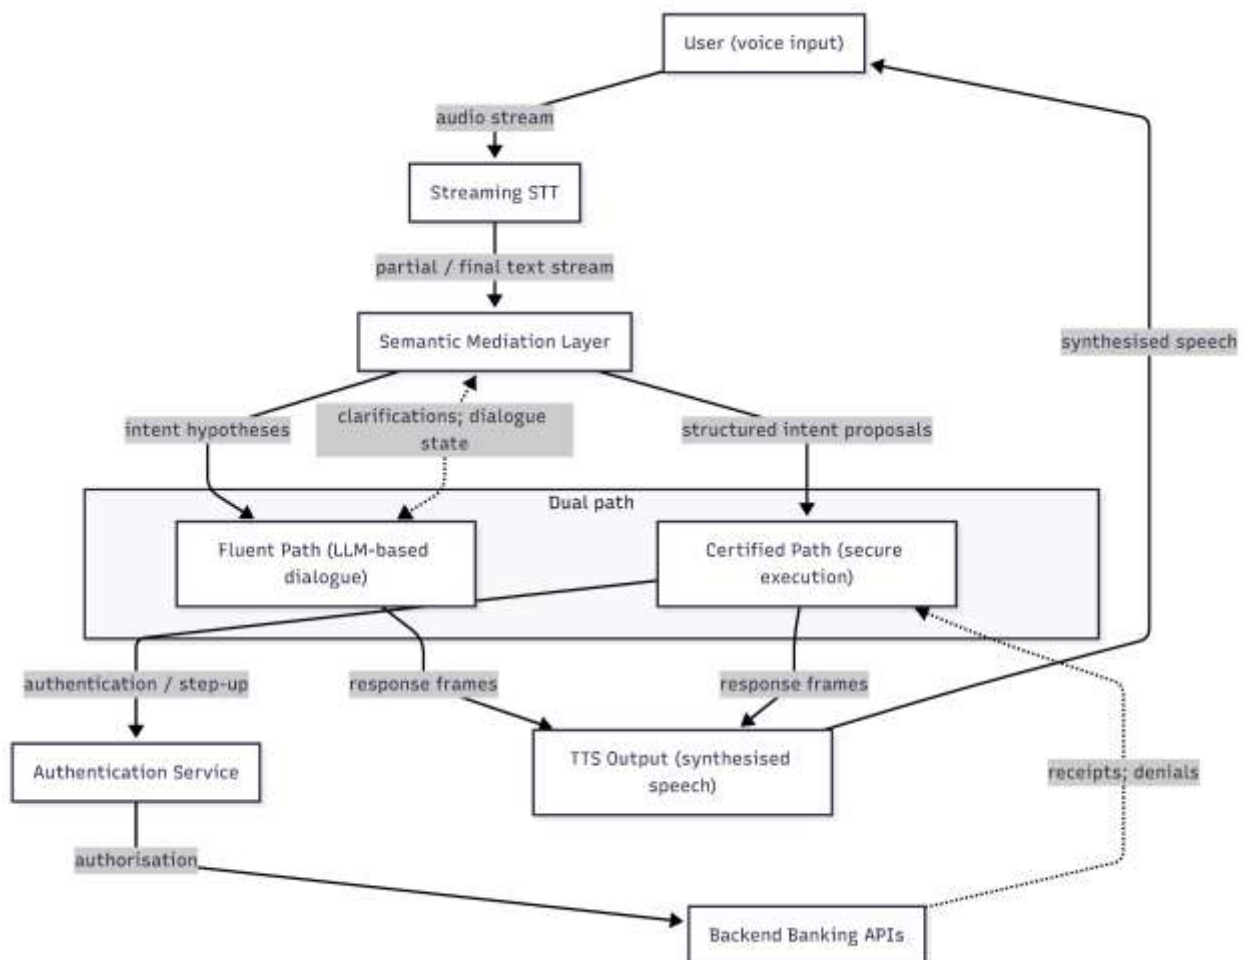 User (voice input)
audio stream
Streaming STT
partial / final text stream
Semantic Mediation Layer
synthesised speech
intent hypotheses
clarifications; dialogue
state
structured intent proposals
Dual path
Fluent Path (LLM-based
dialogue)
Certified Path (secure
execution)
authentication / step-up
response frames
response frames
Authentication Service
TTS Output (synthesised
speech)
receipts; denials
authorisation
Backend Banking APIs